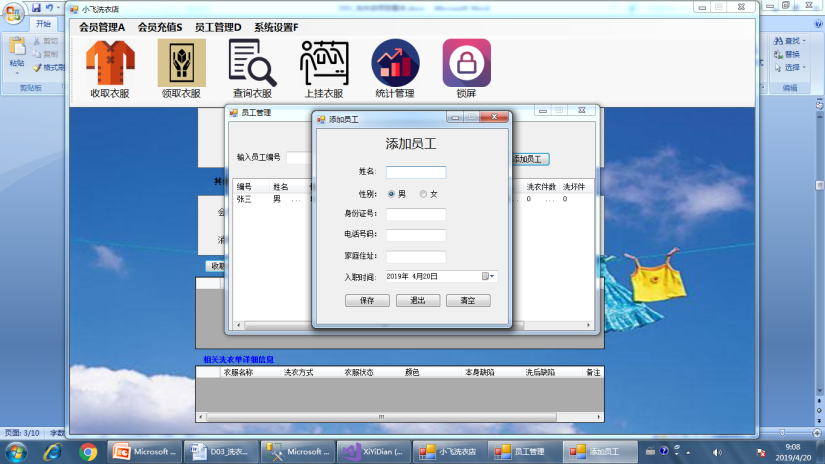 小飞洗衣店
会员管理A 会员充值S 员工管理D 系统设置F
收取衣服 领取衣服 查询衣服 上挂衣服 统计管理 锁屏
开始
粘贴
剪切
复制
格式刷
剪贴板
查找
替换
选择
编辑
员工管理
输入员工编号
添加员工
编号 姓名 洗衣件数 洗坏件
张三 男 ... 0 ... 0
添加员工
添加员工
姓名:
性别: 男 女
身份证号:
电话号码:
家庭住址:
入职时间: 2019年 4月20日
保存 退出 清空
相关洗衣单详细信息
衣服名称 洗衣方式 衣服状态 颜色 本身缺陷 洗后缺陷 备注
页面: 3/10 字数
Microsoft ... D03_洗衣... Microsoft ... XiYiDian (... 小飞洗衣店 员工管理 添加员工
9:08
2019/4/20